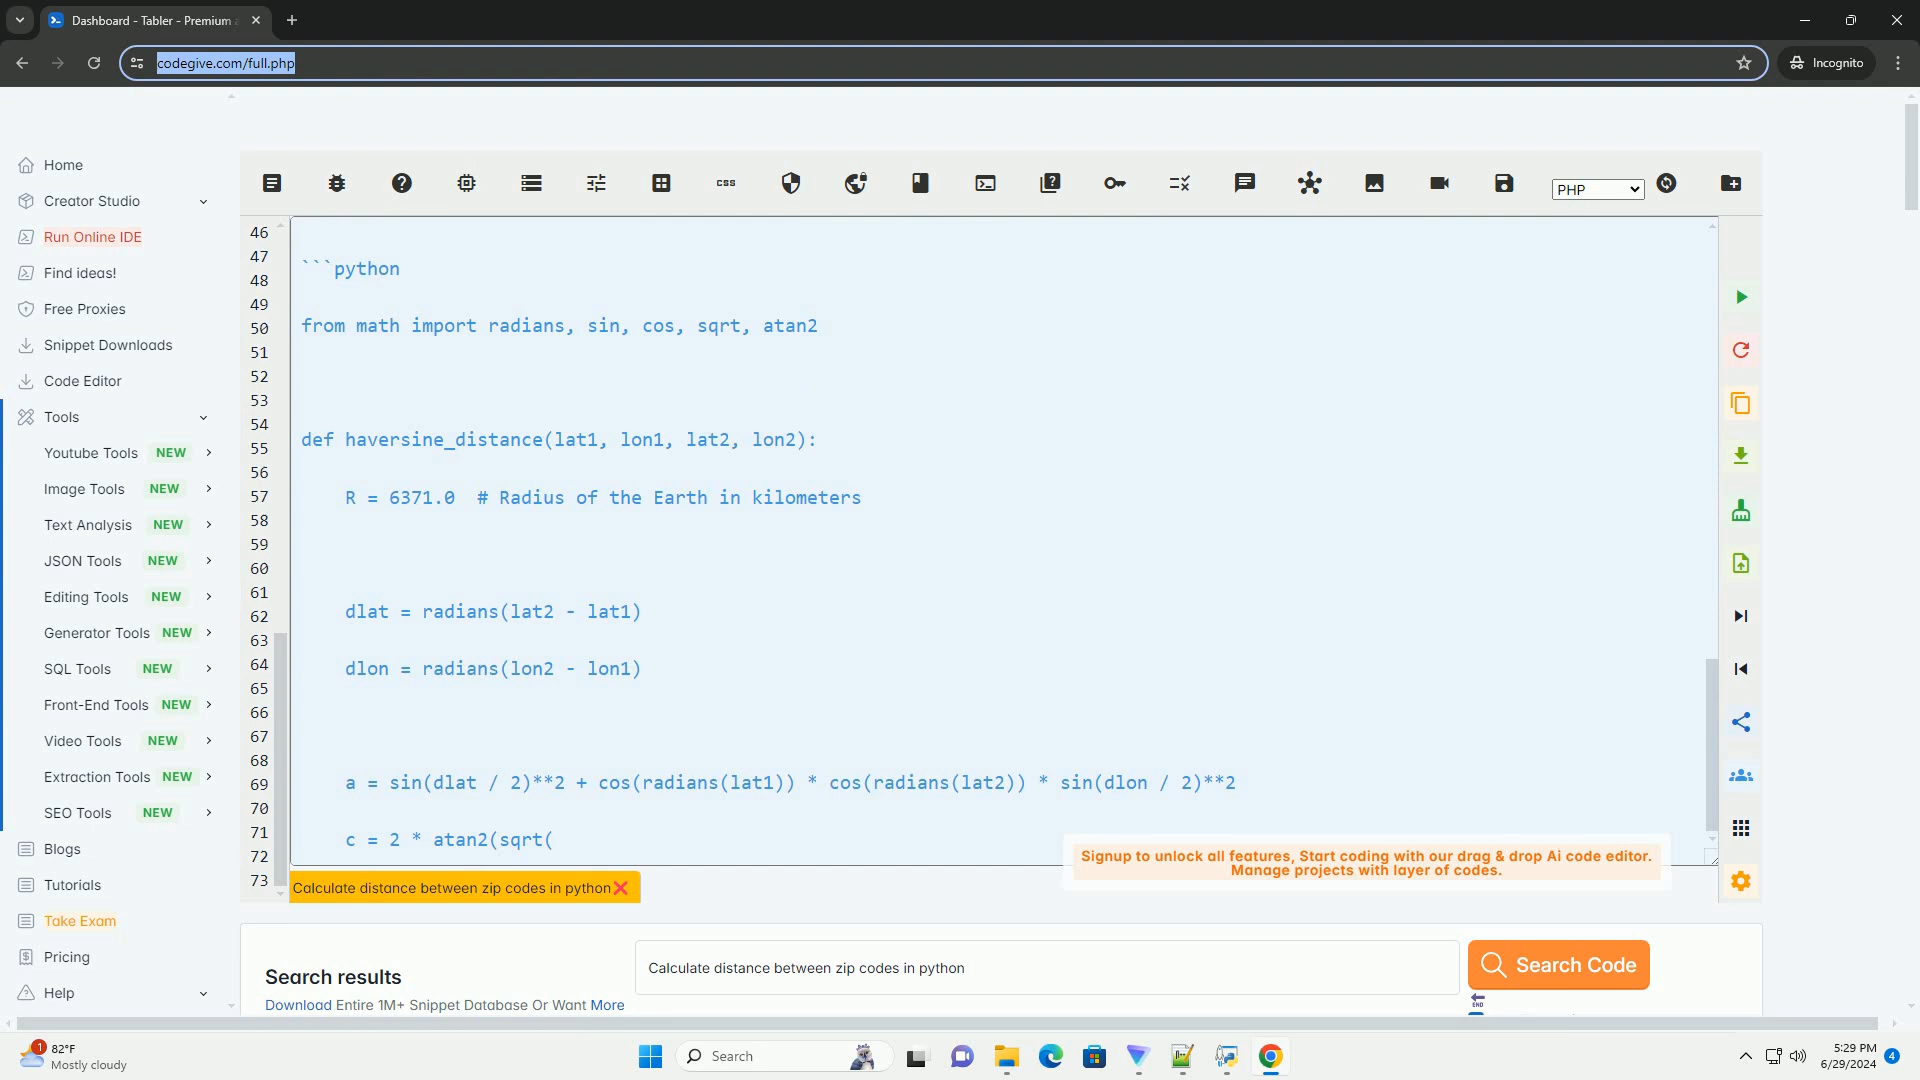 Dashboard - Tabler - Premium
codegive.com/full.php
Incognito
Home
Creator Studio
Run Online IDE
Find ideas!
Free Proxies
Snippet Downloads
Code Editor
Tools
Youtube Tools NEW
Image Tools NEW
Text Analysis NEW
JSON Tools NEW
Editing Tools NEW
Generator Tools NEW
SQL Tools NEW
Front-End Tools NEW
Video Tools NEW
Extraction Tools NEW
SEO Tools NEW
Blogs
Tutorials
Take Exam
Pricing
Help
css
PHP
46
47
48
49
50
51
52
53
54
55
56
57
58
59
60
61
62
63
64
65
66
67
68
69
70
71
72
73
```python
from math import radians, sin, cos, sqrt, atan2
def haversine_distance(lat1, lon1, lat2, lon2):
R = 6371.0  # Radius of the Earth in kilometers
dlat = radians(lat2 - lat1)
dlon = radians(lon2 - lon1)
a = sin(dlat / 2)**2 + cos(radians(lat1)) * cos(radians(lat2)) * sin(dlon / 2)**2
c = 2 * atan2(sqrt(
Signup to unlock all features, Start coding with our drag & drop Ai code editor.
Manage projects with layer of codes.
Calculate distance between zip codes in python
Search results
Download Entire 1M+ Snippet Database Or Want More
Calculate distance between zip codes in python
Search Code
END
1
82°F
Mostly cloudy
Search
5:29 PM
6/29/2024
4